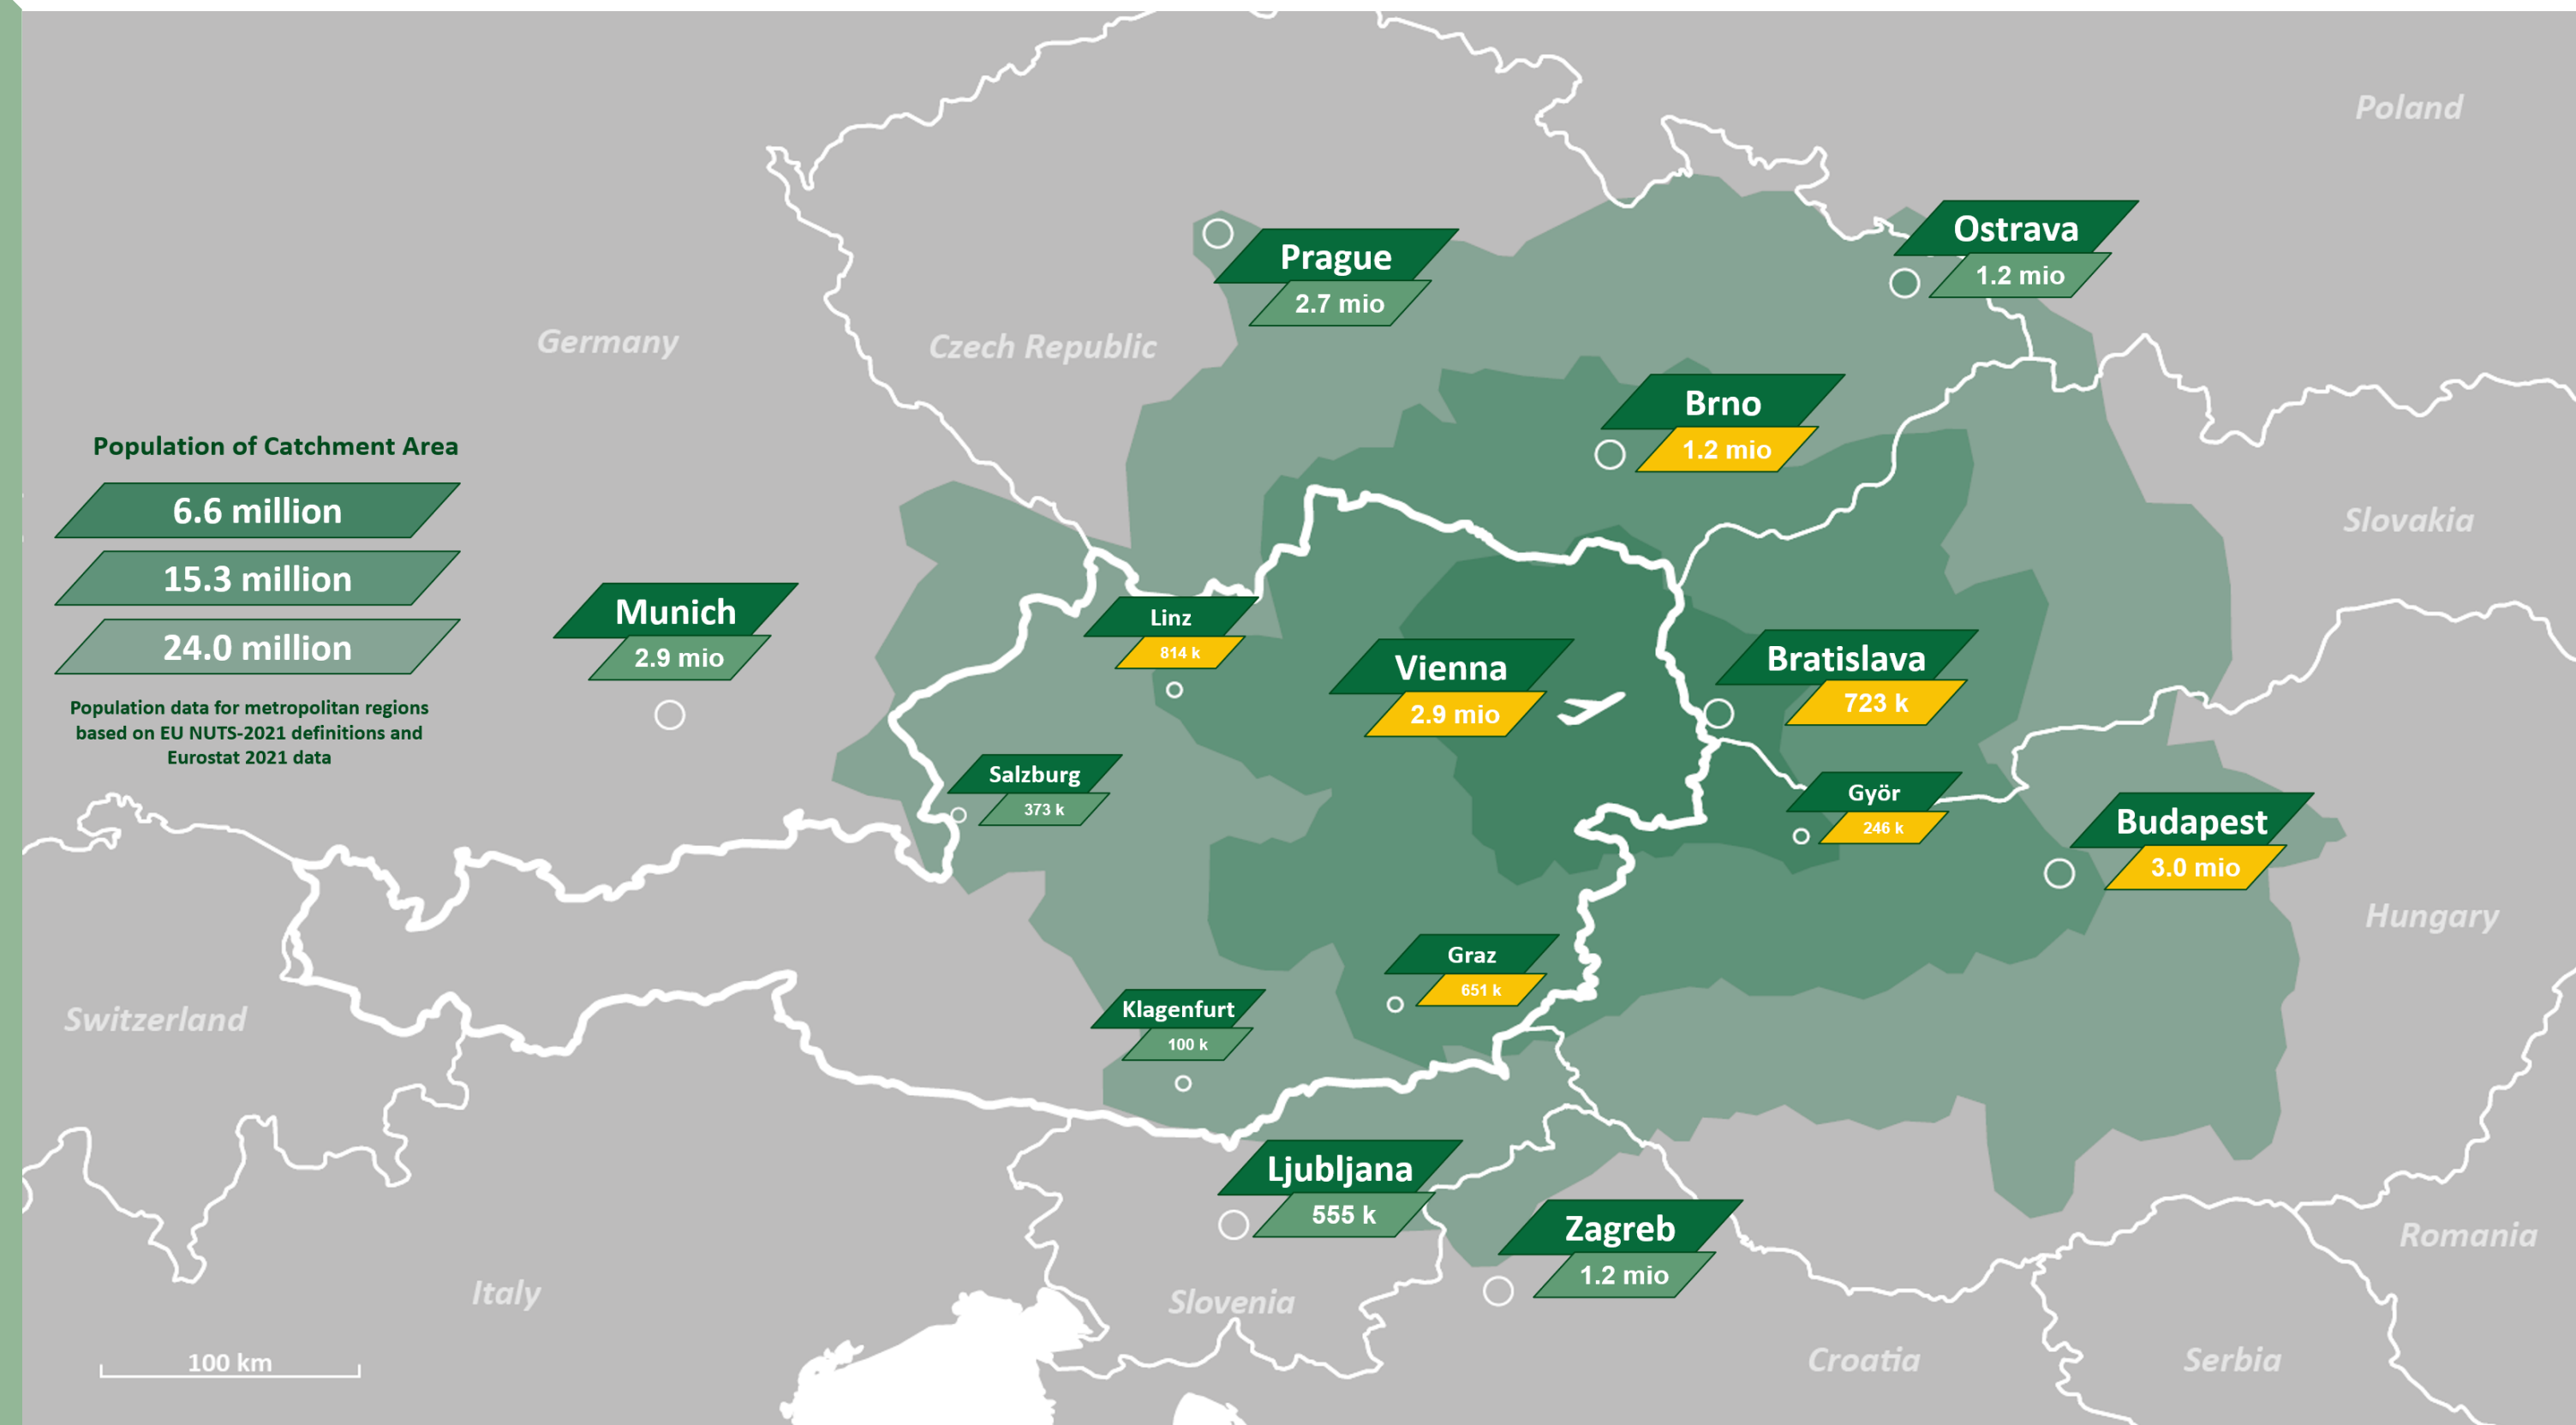 Poland
Ostrava
1.2 mio
Prague
2.7 mio
Germany
Czech Republic
Brno
1.2 mio
Population of Catchment Area
6.6 million
15.3 million
24.0 million
Population data for metropolitan regions
based on EU NUTS-2021 definitions and
Eurostat 2021 data
Slovakia
Munich
2.9 mio
Linz
814 k
Vienna
2.9 mio
Bratislava
723 k
Salzburg
373 k
Györ
246 k
Budapest
3.0 mio
Hungary
Graz
651 k
Klagenfurt
100 k
Switzerland
Ljubljana
555 k
Zagreb
1.2 mio
Romania
Italy
Slovenia
Croatia
Serbia
100 km